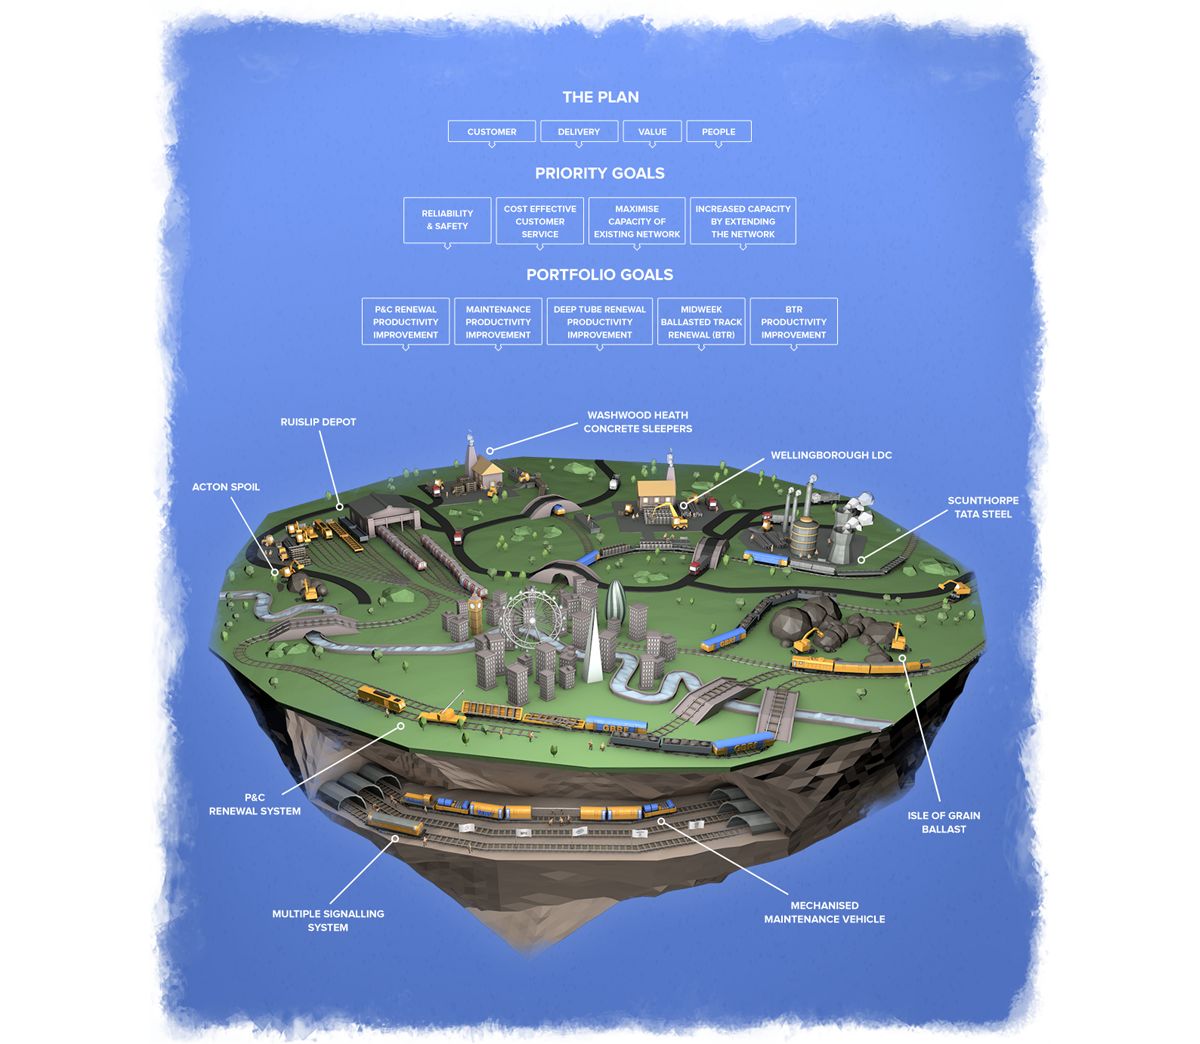 THE PLAN
CUSTOMER
DELIVERY
VALUE
PEOPLE
PRIORITY GOALS
RELIABILITY
& SAFETY
COST EFFECTIVE
CUSTOMER
SERVICE
MAXIMISE
CAPACITY OF
EXISTING NETWORK
INCREASED CAPACITY
BY EXTENDING
THE NETWORK
PORTFOLIO GOALS
P&C RENEWAL
PRODUCTIVITY
IMPROVEMENT
MAINTENANCE
PRODUCTIVITY
IMPROVEMENT
DEEP TUBE RENEWAL
PRODUCTIVITY
IMPROVEMENT
MIDWEEK
BALLASTED TRACK
RENEWAL (BTR)
BTR
PRODUCTIVITY
IMPROVEMENT
RUISLIP DEPOT
WASHWOOD HEATH
CONCRETE SLEEPERS
WELLINGBOROUGH LDC
ACTON SPOIL
SCUNTHORPE
TATA STEEL
GBRf
GBRf
GBRf
P&C
RENEWAL SYSTEM
ISLE OF GRAIN
BALLAST
MULTIPLE SIGNALLING
SYSTEM
MECHANISED
MAINTENANCE VEHICLE